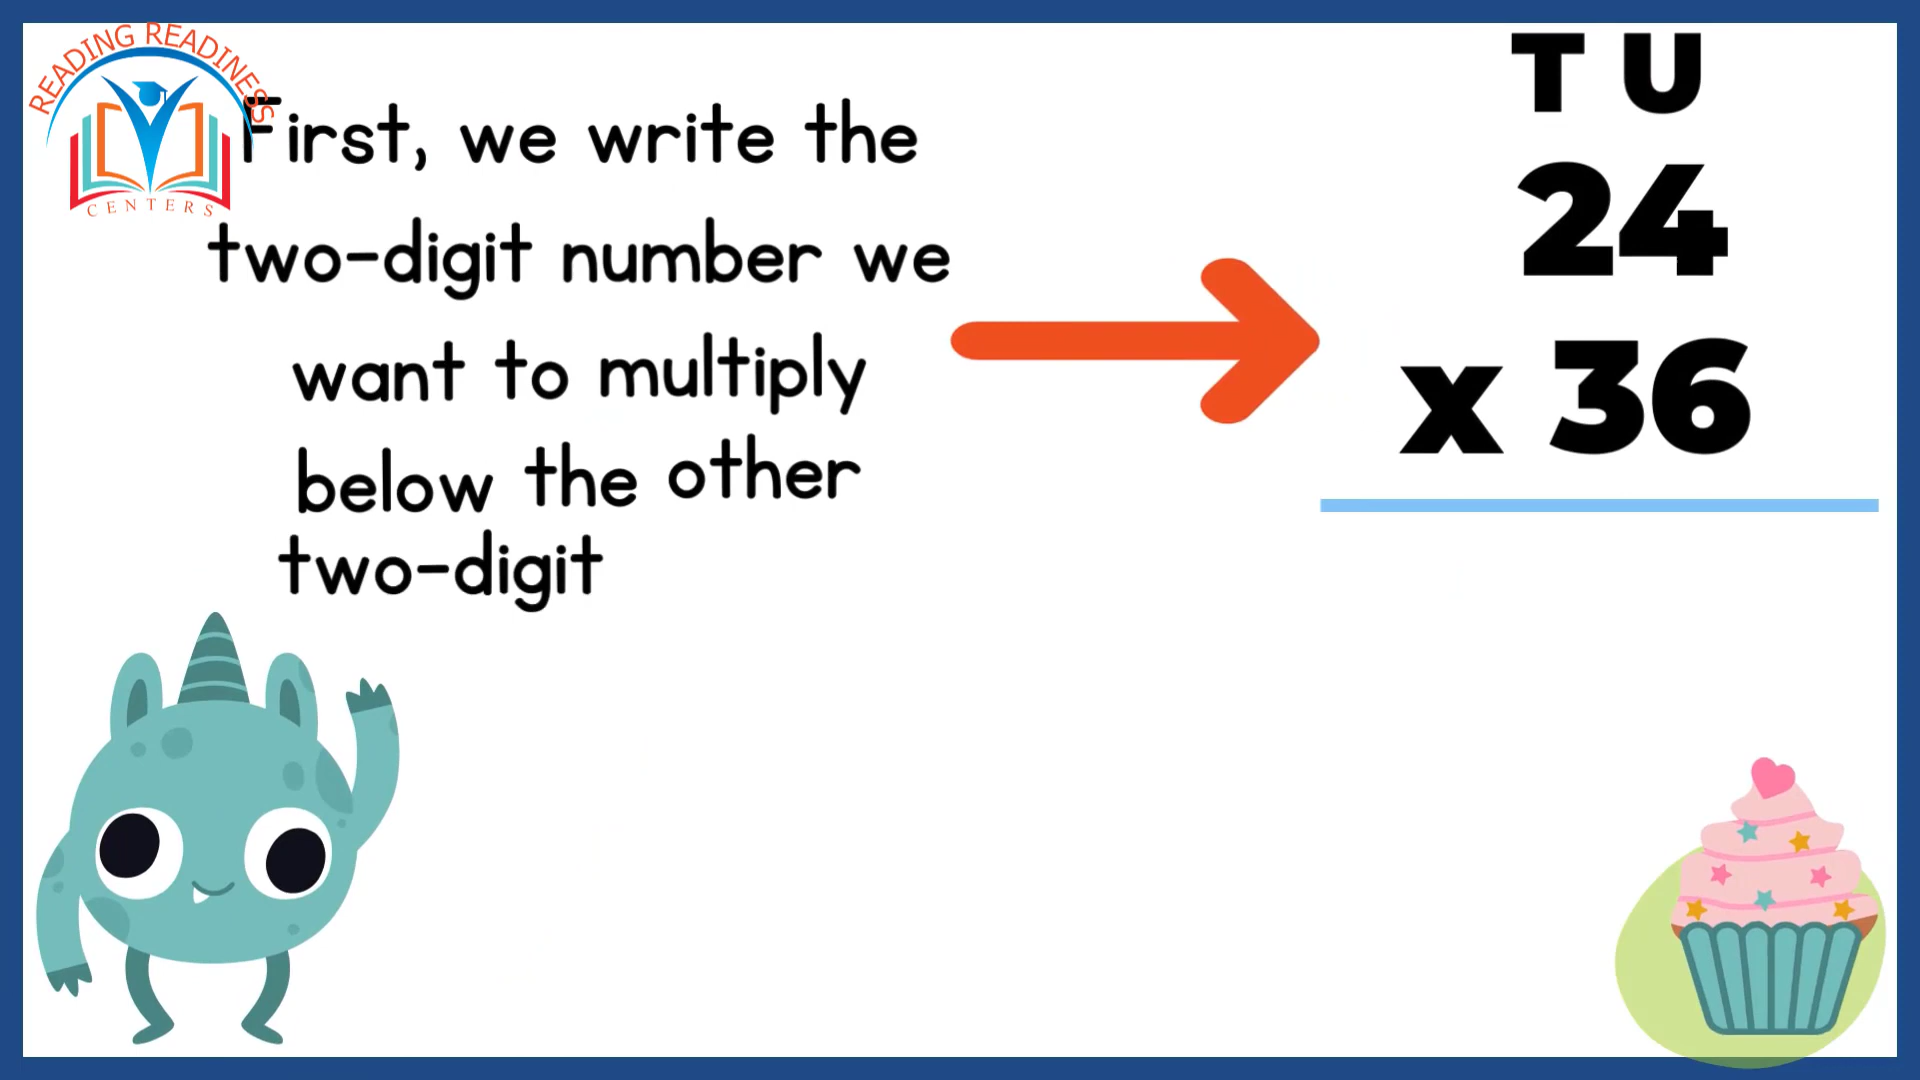 READING READINESS
CENTERS
First, we write the
two-digit number we
want to multiply
below the other
two-digit
T U
24
x 36